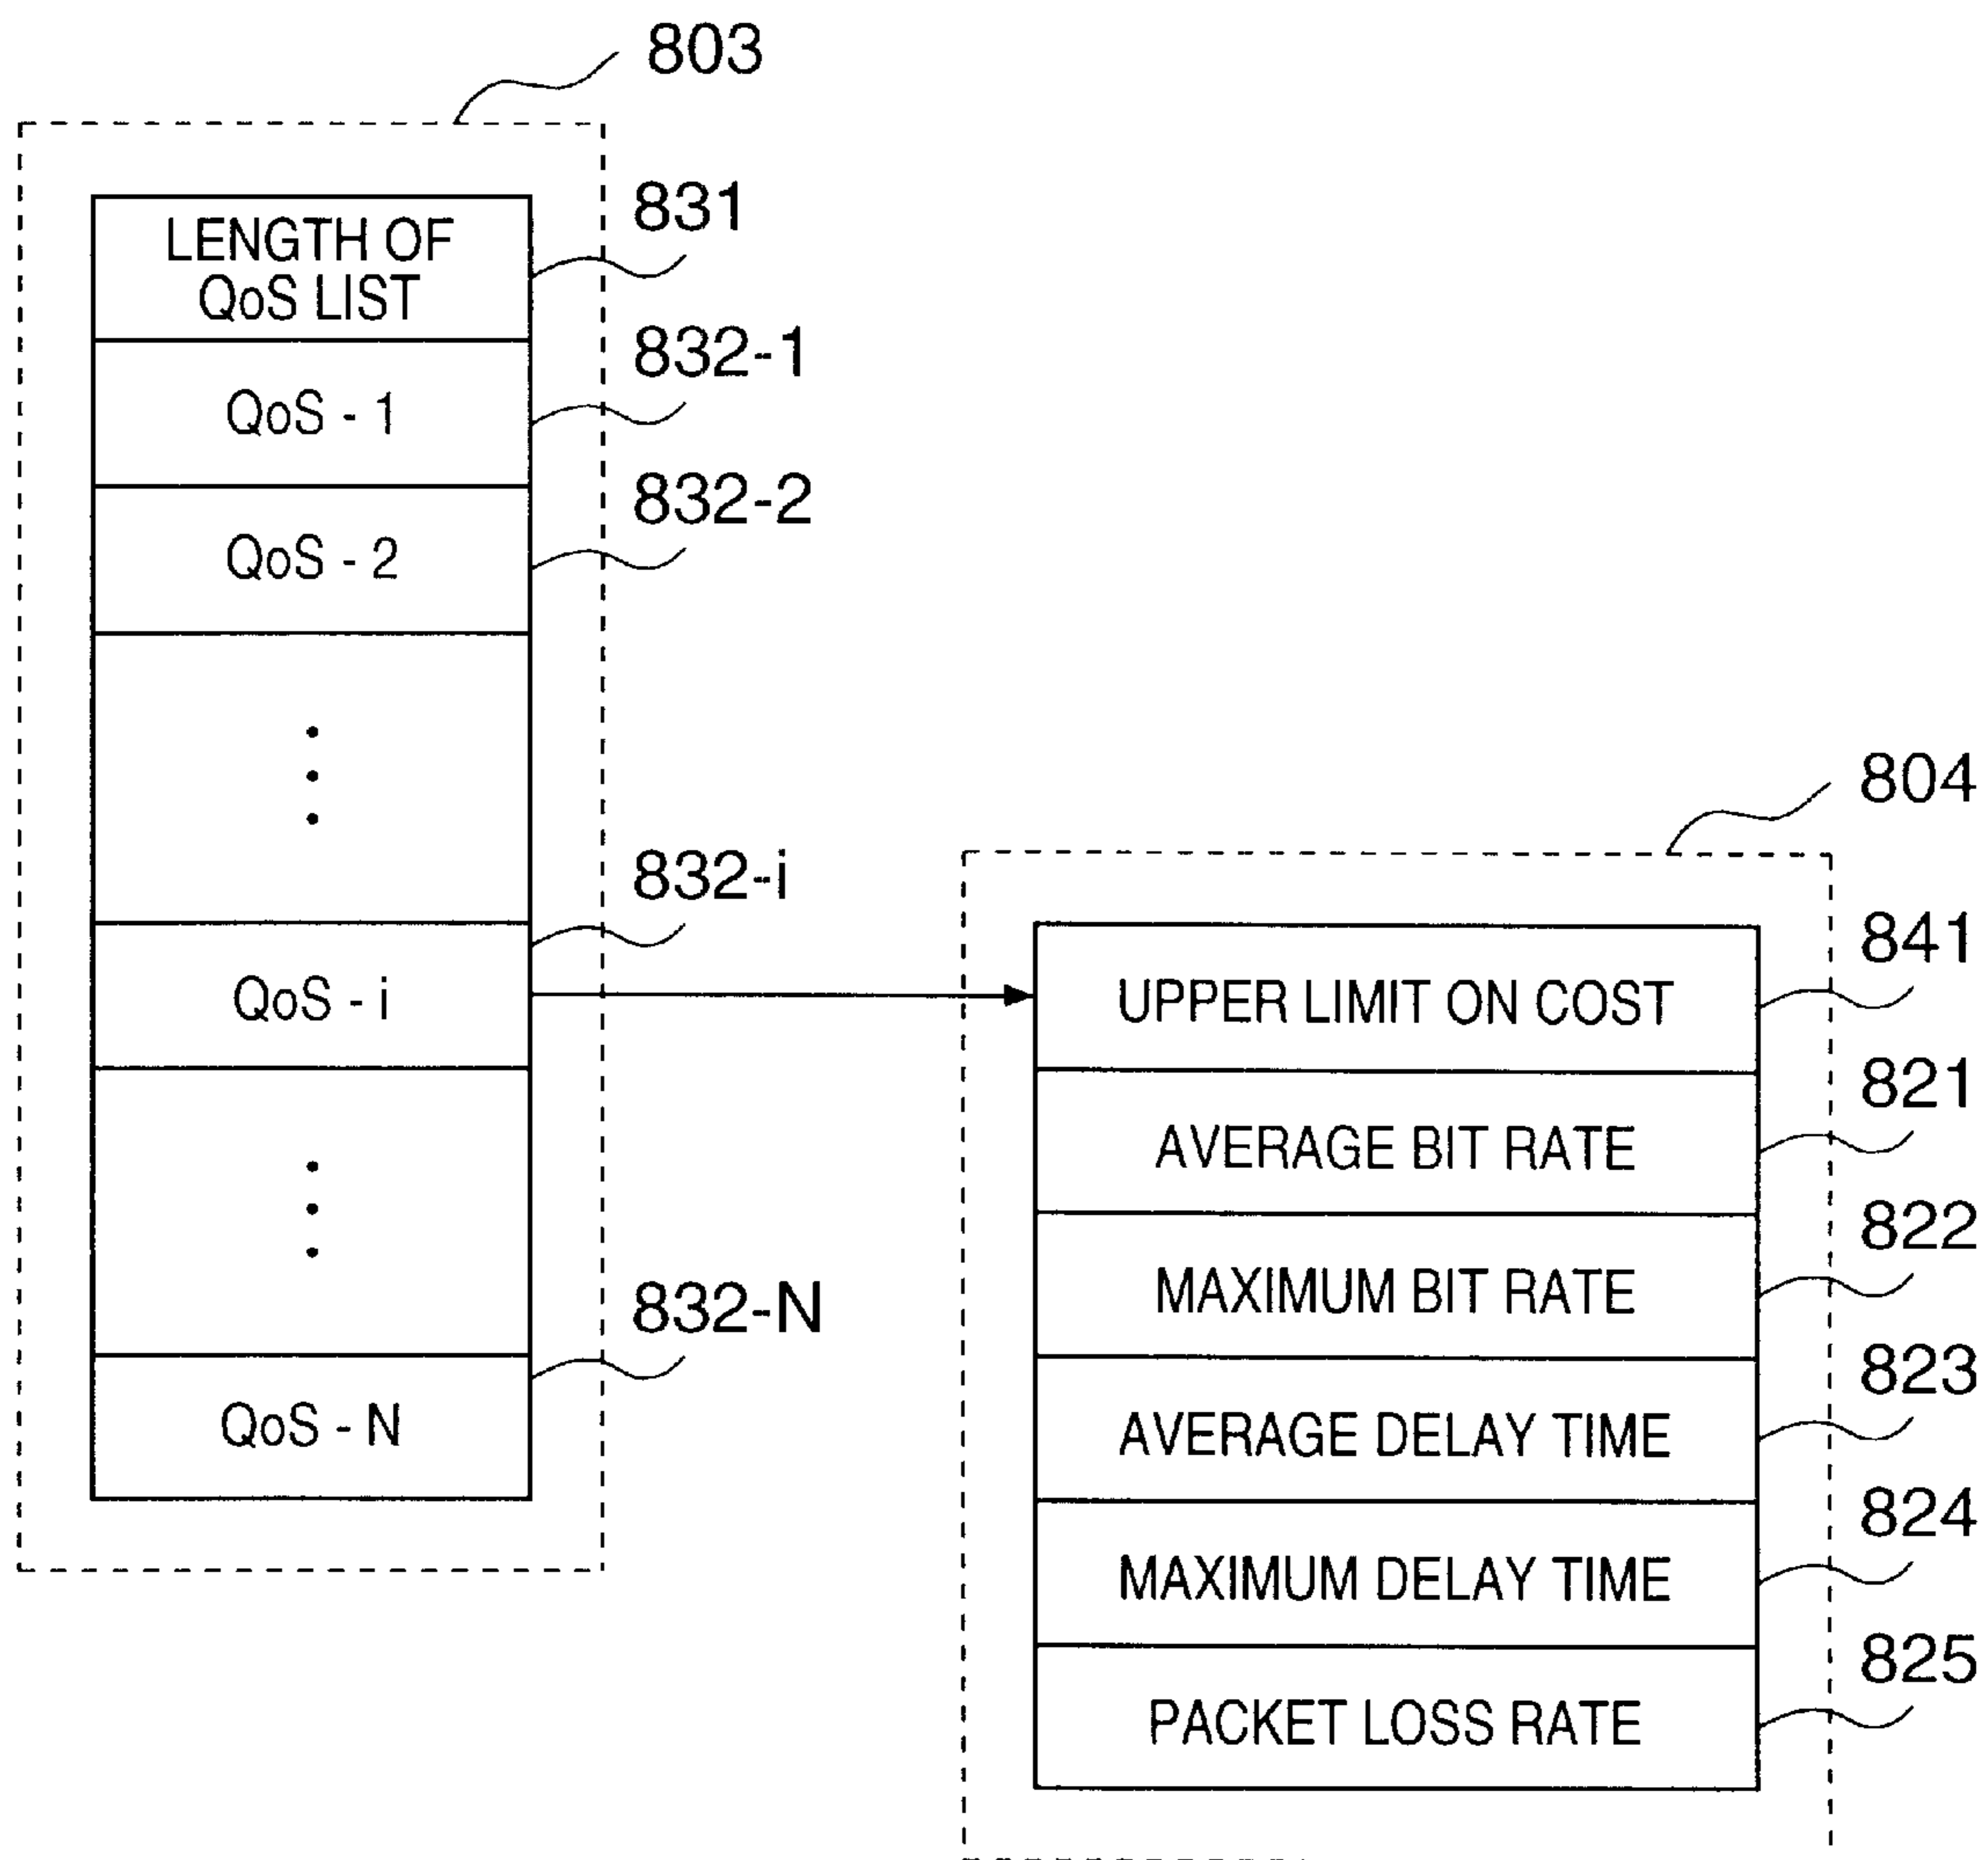 803
831
LENGTH OF
QoS LIST
832-1
QoS - 1
832-2
QoS - 2
832-i
QoS - i
832-N
QoS - N
804
841
UPPER LIMIT ON COST
821
AVERAGE BIT RATE
822
MAXIMUM BIT RATE
823
AVERAGE DELAY TIME
824
MAXIMUM DELAY TIME
825
PACKET LOSS RATE